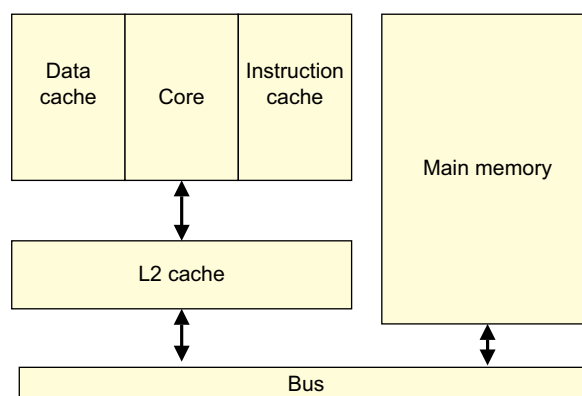 Data
cache
Core
Instruction
cache
Main memory
L2 cache
Bus